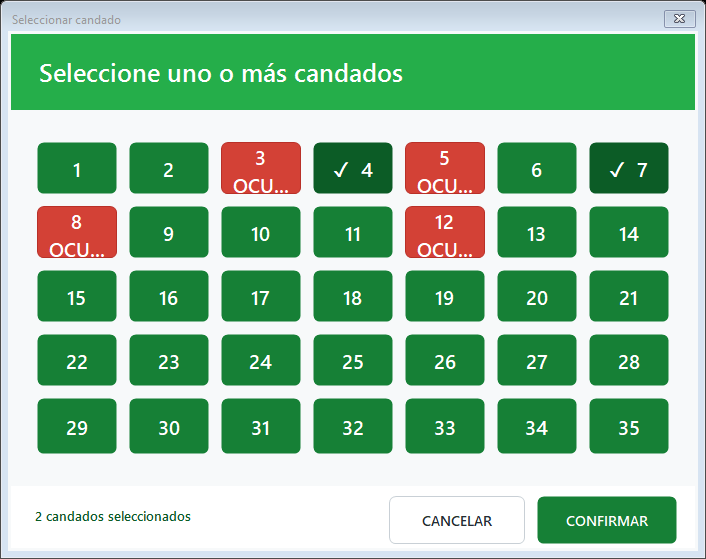 Seleccionar candado
Seleccione uno o más candados
1 2 3 OCU... ✓ 4 5 OCU... 6 ✓ 7
8 OCU... 9 10 11 12 OCU... 13 14
15 16 17 18 19 20 21
22 23 24 25 26 27 28
29 30 31 32 33 34 35
2 candados seleccionados CANCELAR CONFIRMAR